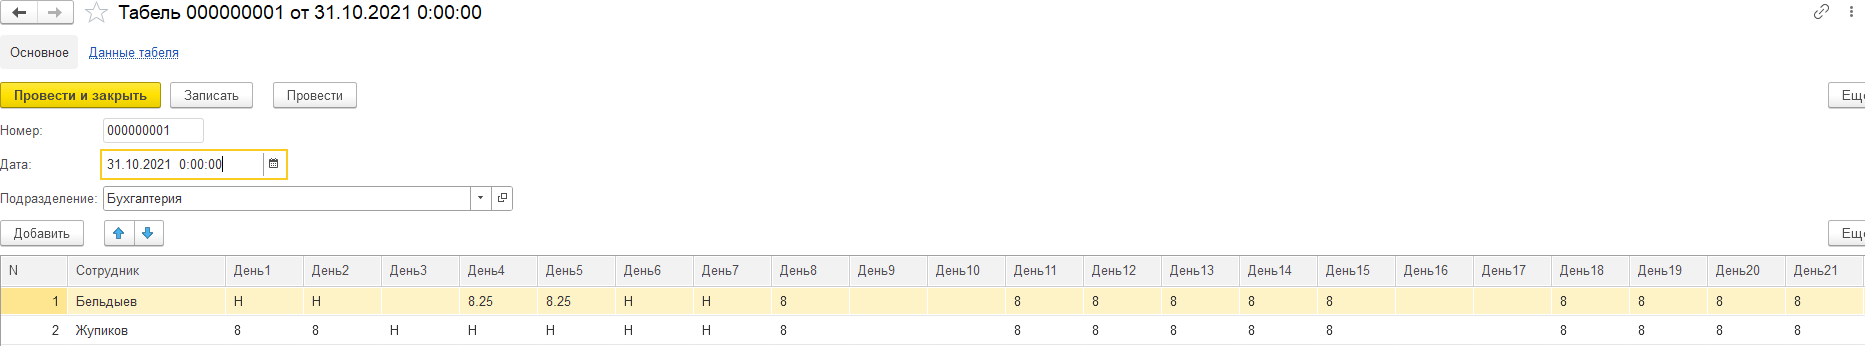 Табель 000000001 от 31.10.2021 0:00:00
Основное Данные табеля
Провести и закрыть Записать Провести Ещё
Номер: 000000001
Дата: 31.10.2021 0:00:00
Подразделение: Бухгалтерия
Добавить Ещё
N Сотрудник День1 День2 День3 День4 День5 День6 День7 День8 День9 День10 День11 День12 День13 День14 День15 День16 День17 День18 День19 День20 День21
1 Бельдыев Н Н 8.25 8.25 Н Н 8 8 8 8 8 8 8 8 8 8
2 Жупиков 8 8 Н Н Н Н Н 8 8 8 8 8 8 8 8 8 8